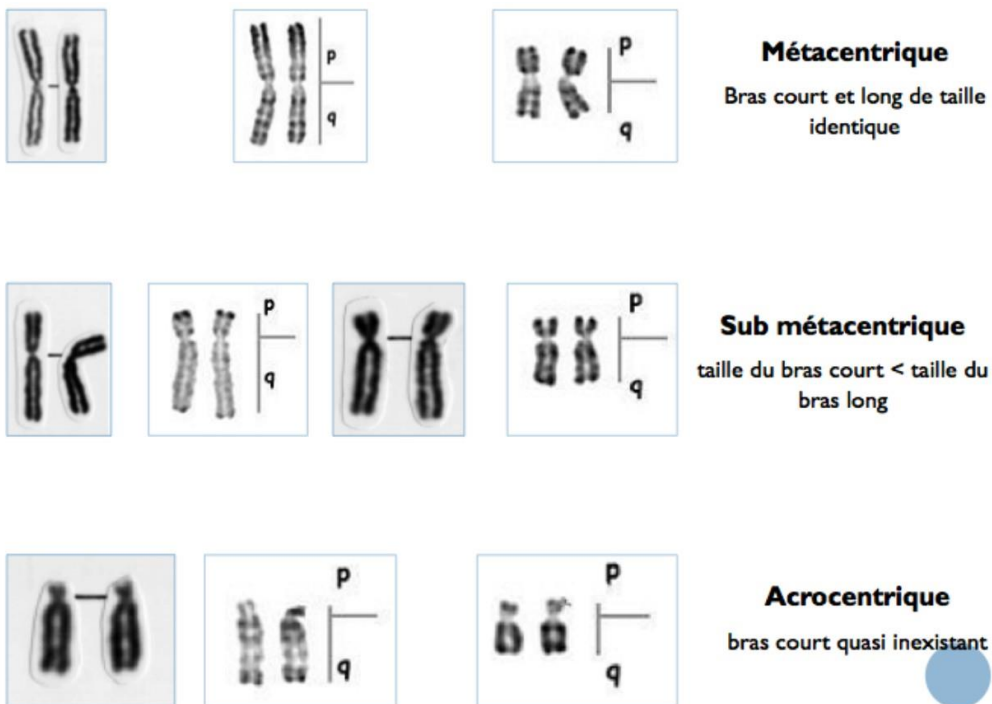 p
q
p
q
Métacentrique
Bras court et long de taille
identique
p
q
p
q
Sub métacentrique
taille du bras court < taille du
bras long
p
q
p
q
Acrocentrique
bras court quasi inexistant